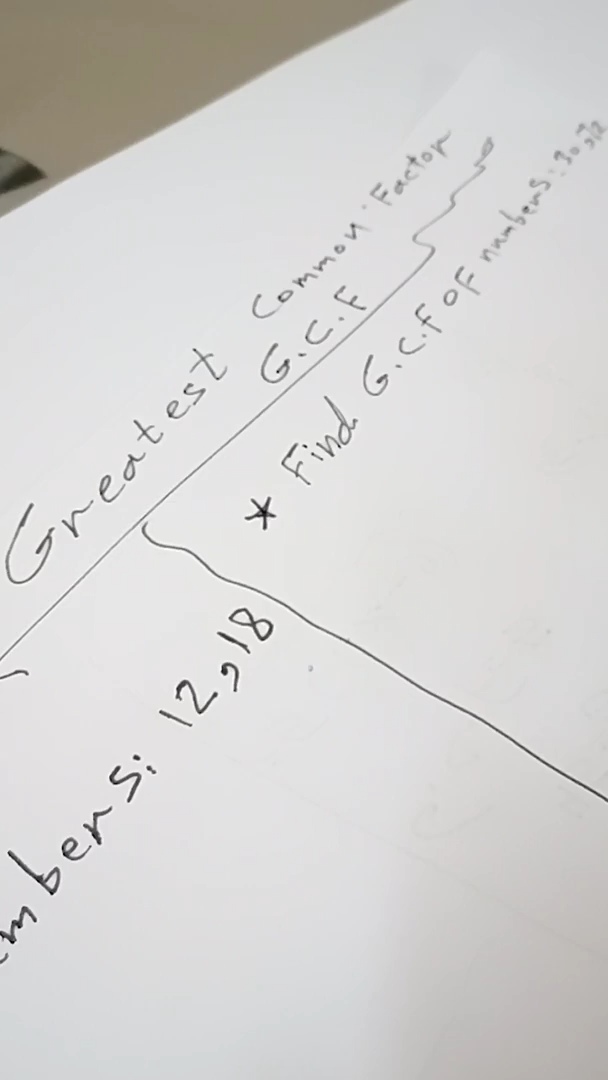 Greatest Common Factor
G.C.F
* Find G.C.F OF numbers:
mbers: 12,18